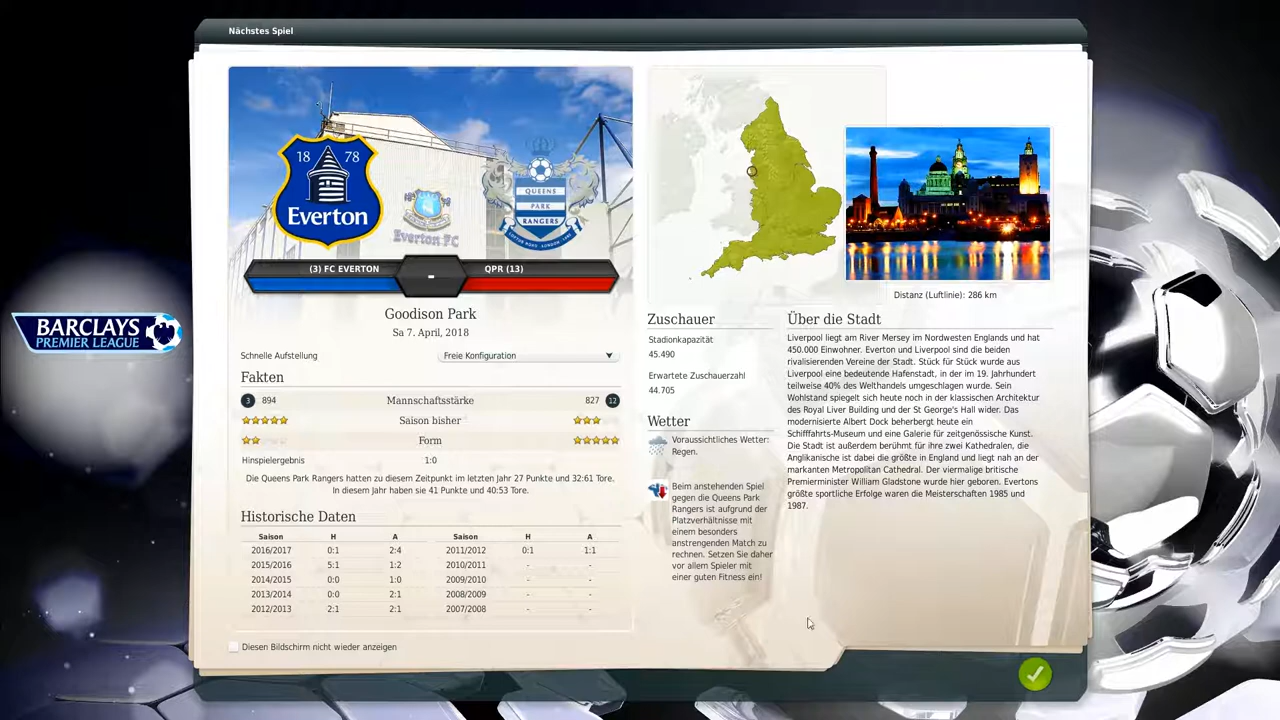 Nächstes Spiel
18 78
Everton
Everton FC
QUEENS
PARK
RANGERS
(3) FC EVERTON - QPR (13)
Goodison Park
Sa 7. April, 2018
Schnelle Aufstellung Freie Konfiguration
Fakten
3 894 Mannschaftsstärke 827 12
Saison bisher
Form
Hinspielergebnis 1:0
Die Queens Park Rangers hatten zu diesem Zeitpunkt im letzten Jahr 27 Punkte und 32:61 Tore.
In diesem Jahr haben sie 41 Punkte und 40:53 Tore.
Historische Daten
Saison H A Saison H A
2016/2017 0:1 2:4 2011/2012 0:1 1:1
2015/2016 5:1 1:2 2010/2011 - -
2014/2015 0:0 1:0 2009/2010 - -
2013/2014 0:0 2:1 2008/2009 - -
2012/2013 2:1 2:1 2007/2008 - -
Diesen Bildschirm nicht wieder anzeigen
BARCLAYS
PREMIER LEAGUE
Distanz (Luftlinie): 286 km
Zuschauer
Stadionkapazität
45.490
Erwartete Zuschauerzahl
44.705
Wetter
Voraussichtliches Wetter:
Regen.
Beim anstehenden Spiel
gegen die Queens Park
Rangers ist aufgrund der
Platzverhältnisse mit
einem besonders
anstrengenden Match zu
rechnen. Setzen Sie daher
vor allem Spieler mit
einer guten Fitness ein!
Über die Stadt
Liverpool liegt am River Mersey im Nordwesten Englands und hat
450.000 Einwohner. Everton und Liverpool sind die beiden
rivalisierenden Vereine der Stadt. Stück für Stück wurde aus
Liverpool eine bedeutende Hafenstadt, in der im 19. Jahrhundert
teilweise 40% des Welthandels umgeschlagen wurde. Sein
Wohlstand spiegelt sich heute noch in der klassischen Architektur
des Royal Liver Building und der St George's Hall wider. Das
modernisierte Albert Dock beherbergt heute ein
Schifffahrts-Museum und eine Galerie für zeitgenössische Kunst.
Die Stadt ist außerdem berühmt für ihre zwei Kathedralen, die
Anglikanische ist dabei die größte in England und liegt nah an der
markanten Metropolitan Cathedral. Der viermalige britische
Premierminister William Gladstone wurde hier geboren. Evertons
größte sportliche Erfolge waren die Meisterschaften 1985 und
1987.